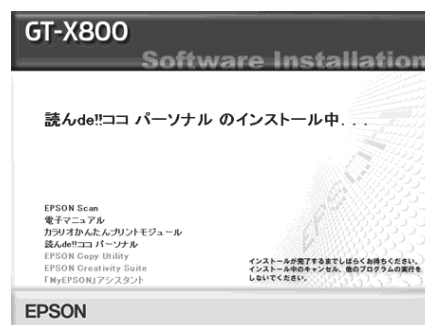 GT-X800
Software Installation
読んde!!ココ パーソナル のインストール中...
EPSON Scan
電子マニュアル
カラリオかんたんプリントモジュール
読んde!!ココ パーソナル
EPSON Copy Utility
EPSON Creativity Suite
「MyEPSON」アシスタント
インストールが完了するまでしばらくお待ちください。
インストール中のキャンセル、他のプログラムの実行を
しないでください。
EPSON
EPSON